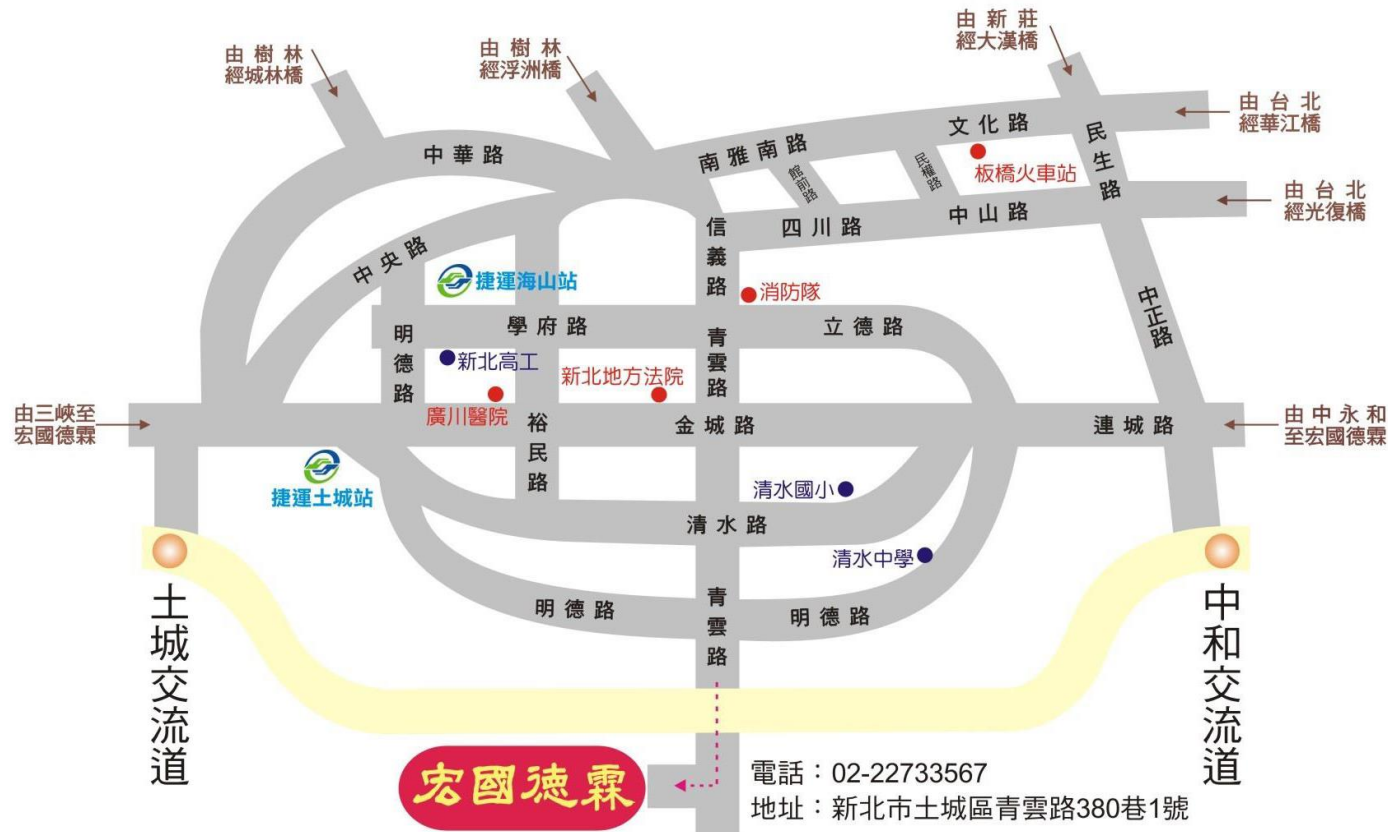 由樹林
經城林橋
由樹林
經浮洲橋
由新莊
經大漢橋
由台北
經華江橋
由台北
經光復橋
中華路
南雅南路
文化路
民生路
館前路
民權路
板橋火車站
四川路
中山路
信義路
中央路
捷運海山站
消防隊
中正路
學府路
立德路
明德路
青雲路
新北高工
新北地方法院
廣川醫院
由三峽至
宏國德霖
裕民路
金城路
連城路
由中永和
至宏國德霖
捷運土城站
清水國小
清水路
清水中學
明德路
青雲路
明德路
土城交流道
中和交流道
宏國德霖
電話：02-22733567
地址：新北市土城區青雲路380巷1號